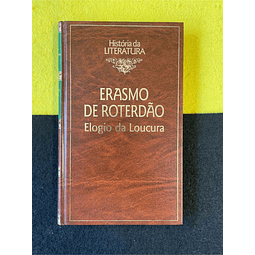 História da
LITERATURA
ERASMO
DE ROTERDÃO
Elogio da Loucura